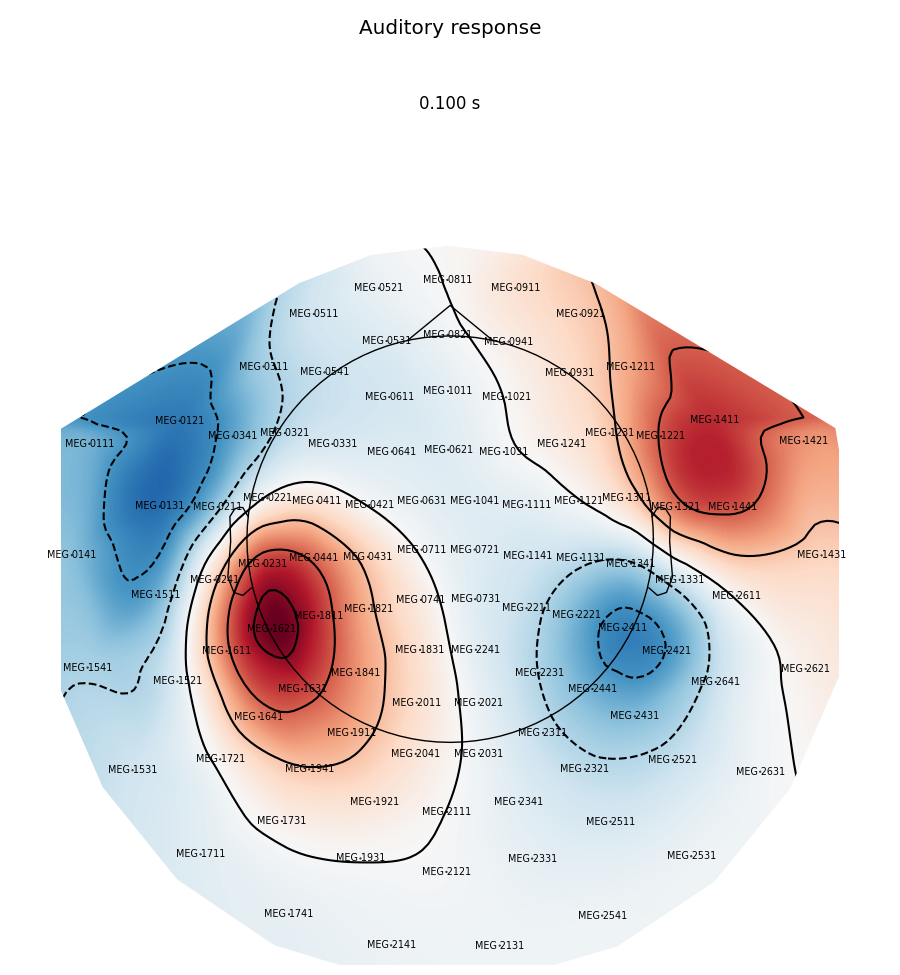 Auditory response
0.100 s
MEG 0811
MEG 0521 MEG 0911
MEG 0511 MEG 0921
MEG 0821
MEG 0531 MEG 0941
MEG 0311 MEG 0541 MEG 0931 MEG 1211
MEG 0611 MEG 1011 MEG 1021
MEG 0121 MEG 1411
MEG 0111 MEG 0341 MEG 0321 MEG 0331 MEG 1241 MEG 1231 MEG 1221 MEG 1421
MEG 0641 MEG 0621 MEG 1031
MEG 0131 MEG 0211 MEG 0221 MEG 0411 MEG 0421 MEG 0631 MEG 1041 MEG 1111 MEG 1121 MEG 1311 MEG 1321 MEG 1441
MEG 0141 MEG 0231 MEG 0441 MEG 0431 MEG 0711 MEG 0721 MEG 1141 MEG 1131 MEG 1341 MEG 1431
MEG 0241 MEG 1331
MEG 1511 MEG 1811 MEG 1821 MEG 0741 MEG 0731 MEG 2211 MEG 2221 MEG 2611
MEG 1621 MEG 2411
MEG 1611 MEG 1831 MEG 2241 MEG 2421
MEG 1541 MEG 1521 MEG 1841 MEG 2231 MEG 2641 MEG 2621
MEG 1631 MEG 2441
MEG 1641 MEG 2011 MEG 2021 MEG 2431
MEG 1911 MEG 2311
MEG 1721 MEG 2041 MEG 2031 MEG 2521
MEG 1531 MEG 1941 MEG 2321 MEG 2631
MEG 1921 MEG 2111 MEG 2341
MEG 1731 MEG 2511
MEG 1711 MEG 1931 MEG 2331 MEG 2531
MEG 2121
MEG 1741 MEG 2541
MEG 2141 MEG 2131